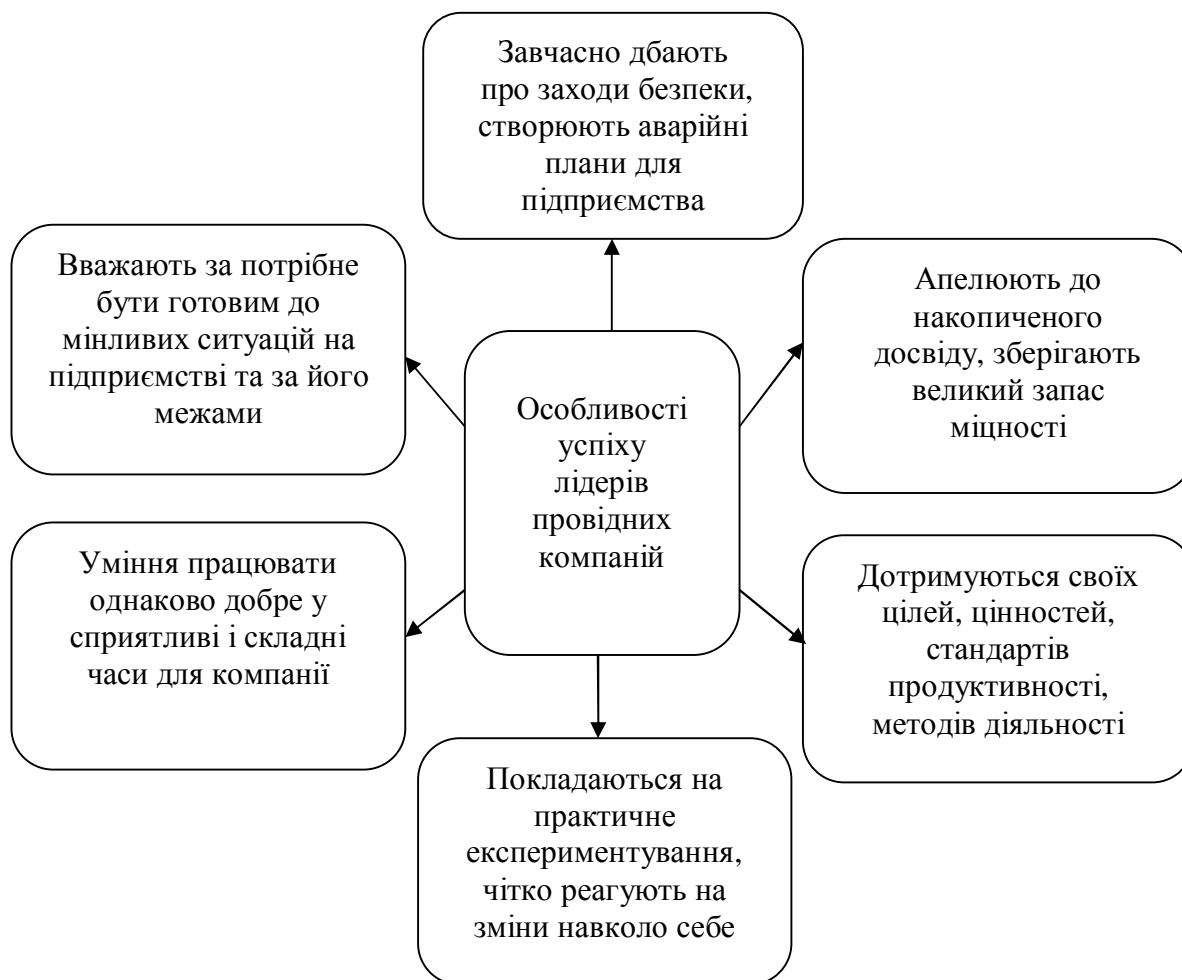 Завчасно дбають
про заходи безпеки,
створюють аварійні
плани для
підприємства
Вважають за потрібне
бути готовим до
мінливих ситуацій на
підприємстві та за його
межами
Апелюють до
накопиченого
досвіду, зберігають
великий запас
міцності
Особливості
успіху
лідерів
провідних
компаній
Уміння працювати
однаково добре у
сприятливі і складні
часи для компанії
Дотримуються своїх
цілей, цінностей,
стандартів
продуктивності,
методів діяльності
Покладаються на
практичне
експериментування,
чітко реагують на
зміни навколо себе